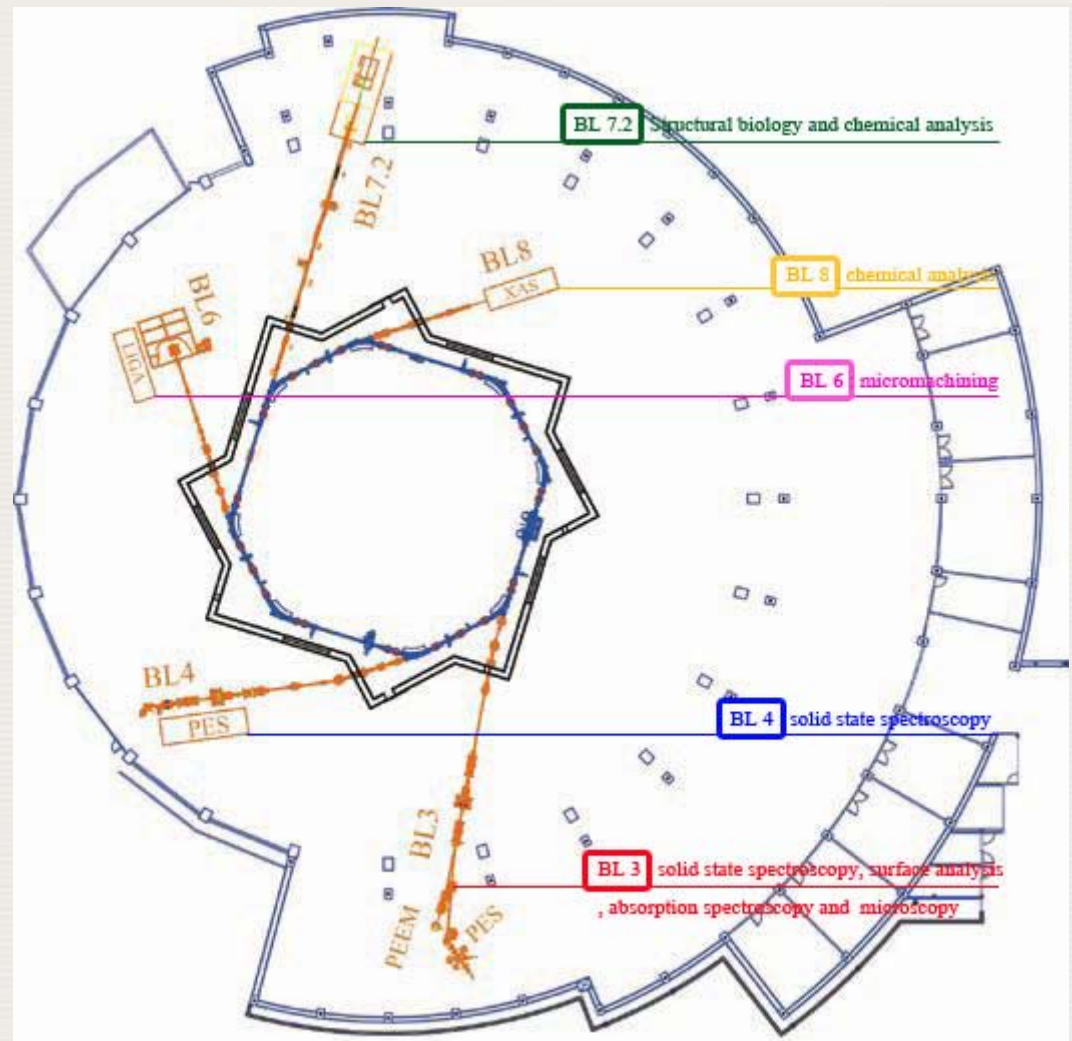 BL 7.2 Structural biology and chemical analysis
BL7.2
BL8
XAS
BL 8 chemical analysis
BL6
LIGA
BL 6 micromachining
BL4
PES
BL 4 solid state spectroscopy
BL3
PEEM
PES
BL 3 solid state spectroscopy, surface analysis
, absorption spectroscopy and microscopy